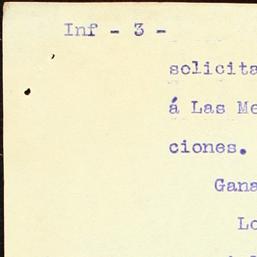 Inf - 3 -
solicita
á Las Me
ciones.
Gana
Lo